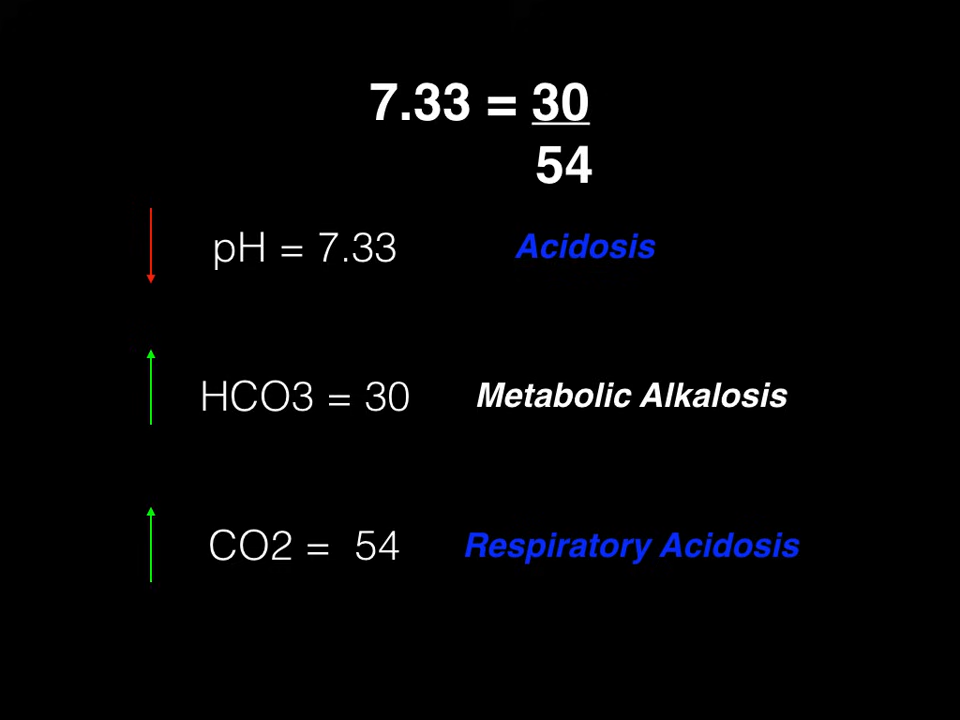 7.33 = 30
54
pH = 7.33 Acidosis
HCO3 = 30 Metabolic Alkalosis
CO2 = 54 Respiratory Acidosis